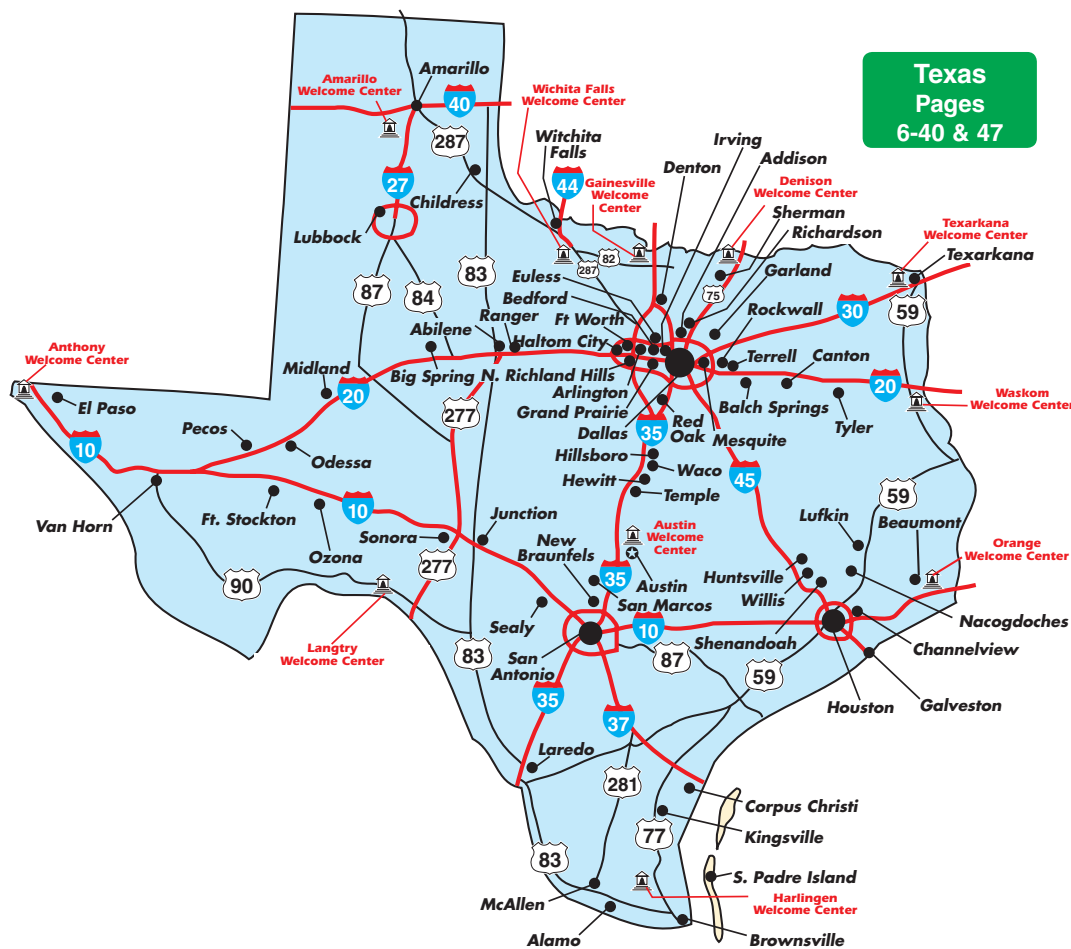 Texas
Pages
6-40 & 47
Amarillo
Welcome Center
Amarillo
40
Wichita Falls
Welcome Center
287
Witchita
Falls
Irving
Addison
27
Childress
44
Gainesville
Welcome
Center
Denton
Denison
Welcome Center
Sherman
Richardson
Texarkana
Welcome Center
Texarkana
Lubbock
83
82
287
75
Garland
59
87
84
Euless
Bedford
Ranger
Ft Worth
Rockwall
30
Anthony
Welcome Center
Abilene
Haltom City
Midland
Big Spring
N. Richland Hills
Terrell
Canton
20
20
Waskom
Welcome Center
El Paso
Arlington
Balch Springs
277
Grand Prairie
Red
Oak
Tyler
10
Pecos
Dallas
35
Mesquite
Odessa
Hillsboro
Waco
45
Hewitt
Temple
59
Van Horn
Ft. Stockton
10
Junction
Austin
Welcome
Center
Lufkin
Beaumont
Ozona
Sonora
New
Braunfels
Orange
Welcome Center
90
277
35
Austin
Huntsville
Willis
San Marcos
Sealy
10
Shenandoah
Nacogdoches
Langtry
Welcome Center
83
San
Antonio
87
Channelview
59
35
37
Houston
Galveston
Laredo
281
Corpus Christi
77
Kingsville
83
S. Padre Island
McAllen
Harlingen
Welcome Center
Alamo
Brownsville